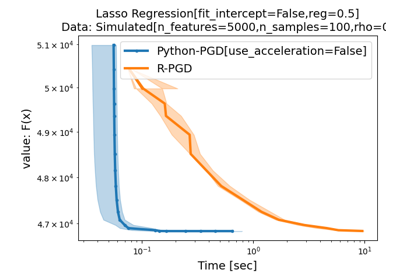 Lasso Regression[fit_intercept=False,reg=0.5]
Data: Simulated[n_features=5000,n_samples=100,rho=0
Python-PGD[use_acceleration=False]
R-PGD
value: F(x)
5.1 × 10⁴
5 × 10⁴
4.9 × 10⁴
4.8 × 10⁴
4.7 × 10⁴
10⁻¹
10⁰
10¹
Time [sec]